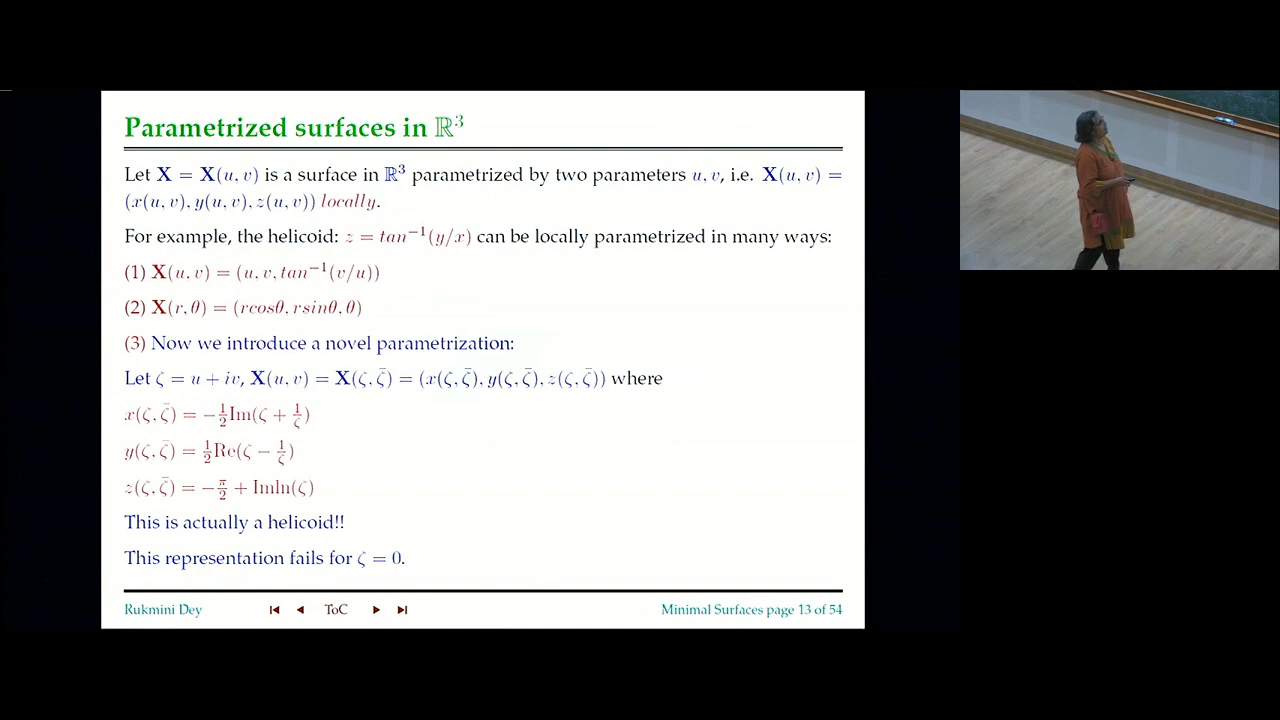 Parametrized surfaces in ℝ³
Let X = X(u, v) is a surface in ℝ³ parametrized by two parameters u, v, i.e. X(u, v) =
(x(u, v), y(u, v), z(u, v)) locally.
For example, the helicoid: z = tan⁻¹(y/x) can be locally parametrized in many ways:
(1) X(u, v) = (u, v, tan⁻¹(v/u))
(2) X(r, θ) = (rcosθ, rsinθ, θ)
(3) Now we introduce a novel parametrization:
Let ζ = u + iv, X(u, v) = X(ζ, ζ̄) = (x(ζ, ζ̄), y(ζ, ζ̄), z(ζ, ζ̄)) where
x(ζ, ζ̄) = −½Im(ζ + 1/ζ)
y(ζ, ζ̄) = ½Re(ζ − 1/ζ)
z(ζ, ζ̄) = −π/2 + Imln(ζ)
This is actually a helicoid!!
This representation fails for ζ = 0.
Rukmini Dey ToC Minimal Surfaces page 13 of 54